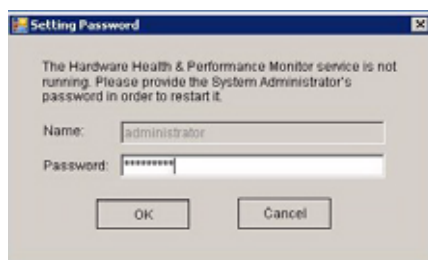 Setting Password
The Hardware Health & Performance Monitor service is not
running. Please provide the System Administrator's
password in order to restart it.
Name: administrator
Password: *********
OK Cancel